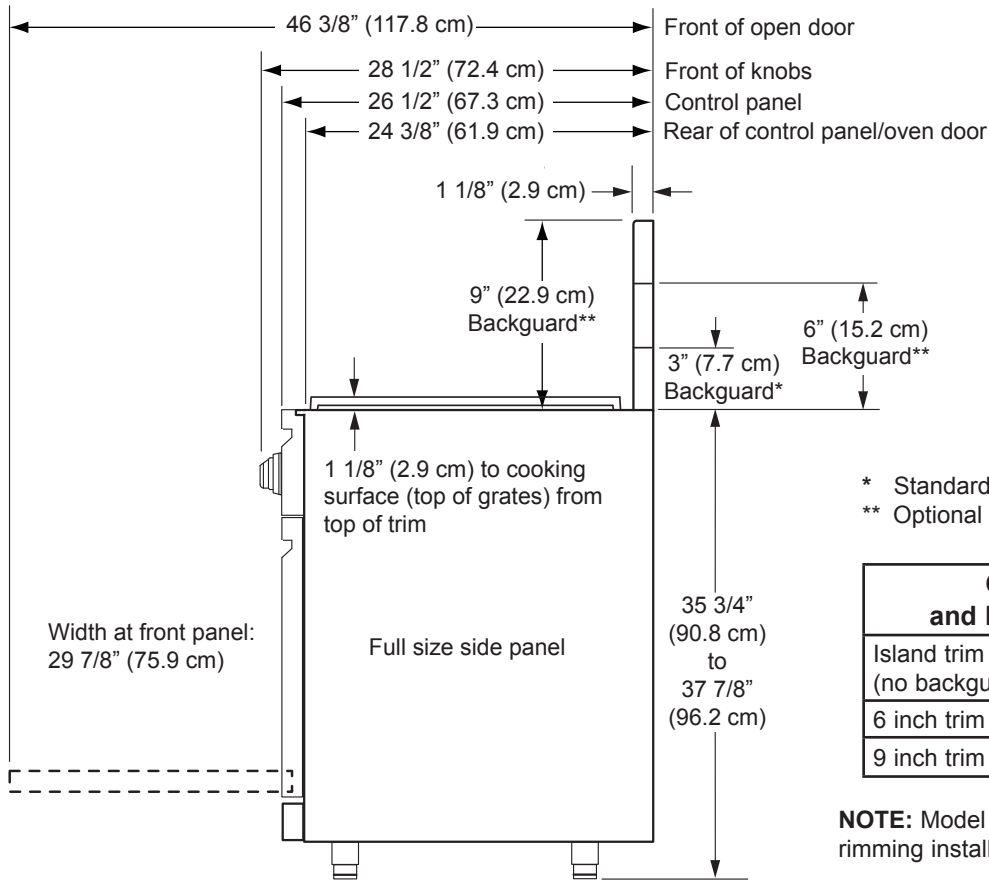 46 3/8” (117.8 cm)
Front of open door
28 1/2” (72.4 cm)
Front of knobs
26 1/2” (67.3 cm)
Control panel
24 3/8” (61.9 cm)
Rear of control panel/oven door
1 1/8” (2.9 cm)
9” (22.9 cm)
Backguard**
6” (15.2 cm)
Backguard**
3” (7.7 cm)
Backguard*
1 1/8” (2.9 cm) to cooking
surface (top of grates) from
top of trim
* Standard
** Optional
and
Island trim
(no
6 inch trim
9 inch trim
35 3/4”
(90.8 cm)
to
37 7/8”
(96.2 cm)
Width at front panel:
29 7/8” (75.9 cm)
Full size side panel
NOTE: Model
rimming